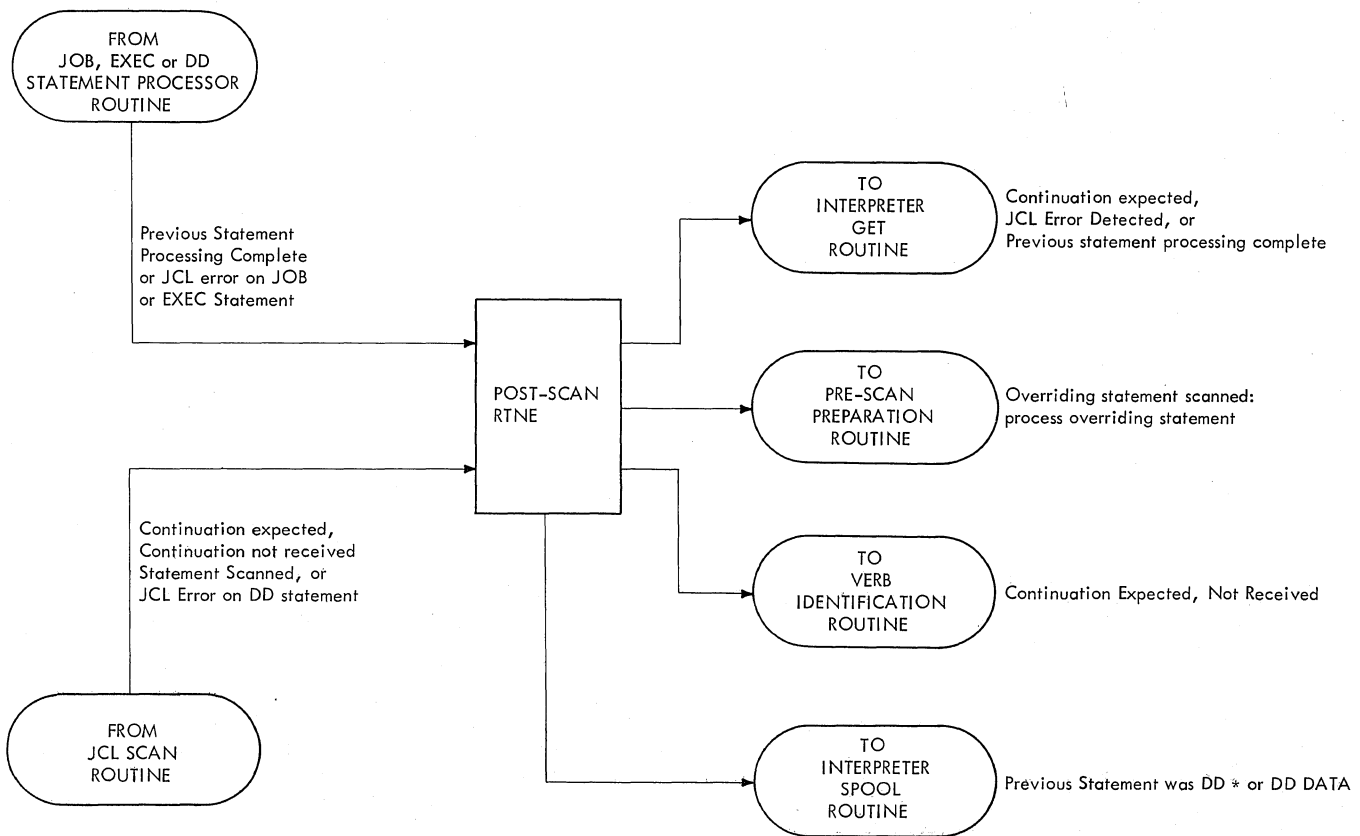 FROM
JOB, EXEC or DD
STATEMENT PROCESSOR
ROUTINE
Previous Statement
Processing Complete
or JCL error on JOB
or EXEC Statement
TO
INTERPRETER
GET
ROUTINE
Continuation expected,
JCL Error Detected, or
Previous statement processing complete
POST-SCAN
RTNE
TO
PRE-SCAN
PREPARATION
ROUTINE
Overriding statement scanned:
process overriding statement
Continuation expected,
Continuation not received
Statement Scanned, or
JCL Error on DD statement
TO
VERB
IDENTIFICATION
ROUTINE
Continuation Expected, Not Received
FROM
JCL SCAN
ROUTINE
TO
INTERPRETER
SPOOL
ROUTINE
Previous Statement was DD * or DD DATA